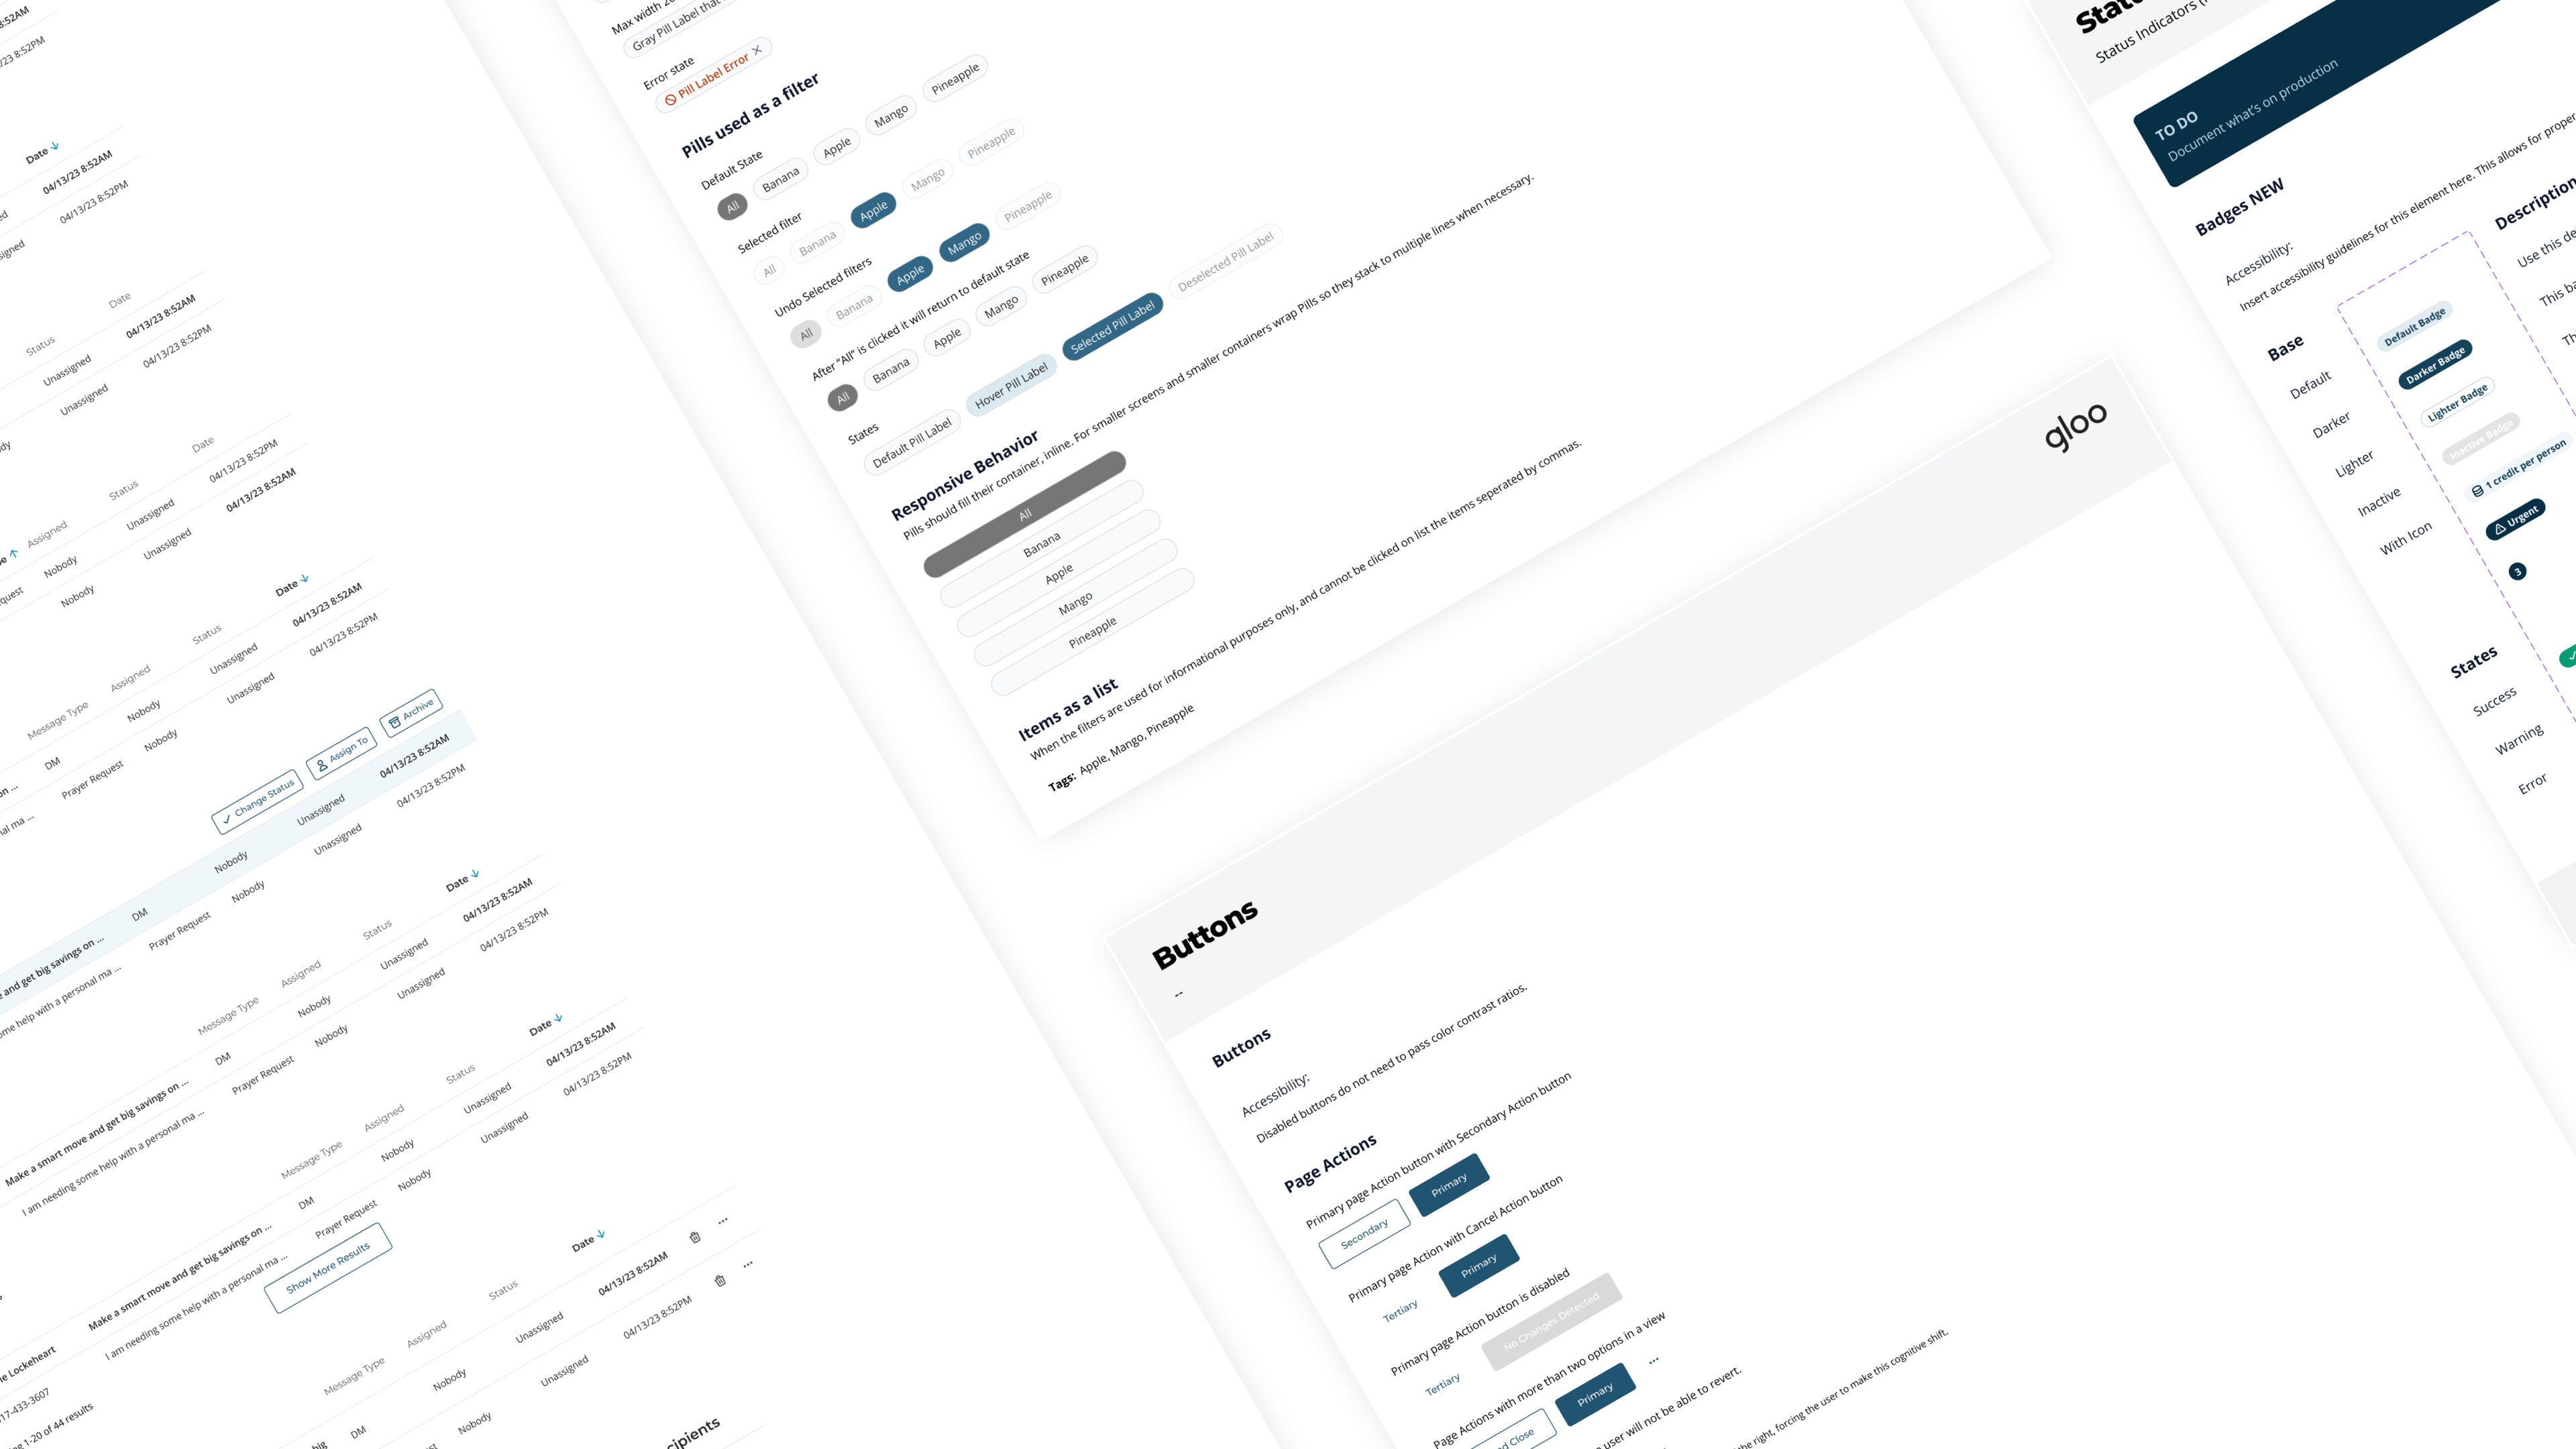 8:52AM
04/13/23 8:52PM
Date
04/13/23 8:52AM
04/13/23 8:52PM
Date
Status
04/13/23 8:52AM
Unassigned
04/13/23 8:52PM
Unassigned
Date
Status
Assigned
04/13/23 8:52PM
Unassigned
Nobody
04/13/23 8:52AM
Unassigned
Nobody
Date
Status
Assigned
Message Type
04/13/23 8:52AM
Unassigned
Nobody
DM
04/13/23 8:52PM
Unassigned
Nobody
Prayer Request
Change Status
Assign To
Archive
and get big savings on ...
DM
Nobody
Unassigned
04/13/23 8:52AM
some help with a personal ma ...
Prayer Request
Nobody
Unassigned
04/13/23 8:52PM
Message Type
Assigned
Status
Date
Make a smart move and get big savings on ...
DM
Nobody
Unassigned
04/13/23 8:52AM
I am needing some help with a personal ma ...
Prayer Request
Nobody
Unassigned
04/13/23 8:52PM
Message Type
Assigned
Status
Date
Lockeheart
Make a smart move and get big savings on ...
DM
Nobody
Unassigned
04/13/23 8:52AM
17-433-3607
I am needing some help with a personal ma ...
Prayer Request
Nobody
Unassigned
04/13/23 8:52PM
1-20 of 44 results
Show More Results
Message Type
Assigned
Status
Date
big
DM
Nobody
Unassigned
04/13/23 8:52AM
Nobody
Unassigned
04/13/23 8:52PM
Max width
Gray Pill Label that
Error state
Pill Label Error
Pills used as a filter
Default State
All
Banana
Apple
Mango
Pineapple
Selected filter
All
Banana
Apple
Mango
Pineapple
Undo Selected filters
All
Banana
Apple
Mango
Pineapple
After "All" is clicked it will return to default state
All
Banana
Apple
Mango
Pineapple
States
Default Pill Label
Hover Pill Label
Selected Pill Label
Deselected Pill Label
Responsive Behavior
Pills should fill their container, inline. For smaller screens and smaller containers wrap Pills so they stack to multiple lines when necessary.
All
Banana
Apple
Mango
Pineapple
Items as a list
When the filters are used for informational purposes only, and cannot be clicked on list the items seperated by commas.
Tags: Apple, Mango, Pineapple
gloo
Buttons
--
Buttons
Accessibility:
Disabled buttons do not need to pass color contrast ratios.
Page Actions
Primary page Action button with Secondary Action button
Secondary
Primary
Primary page Action with Cancel Action button
Tertiary
Primary
Primary page Action button is disabled
Tertiary
No Changes Detected
Page Actions with more than two options in a view
Close
Primary
...
user will not be able to revert.
the right, forcing the user to make this cognitive shift.
Status Indicators
TO DO
Document what's on production
Badges NEW
Accessibility:
Insert accessibility guidelines for this element here. This allows for proper
Base
Description
Default
Default Badge
Use this
Darker
Darker Badge
This
Lighter
Lighter Badge
Inactive
Inactive Badge
With Icon
1 credit per person
Urgent
3
States
Success
Warning
Error